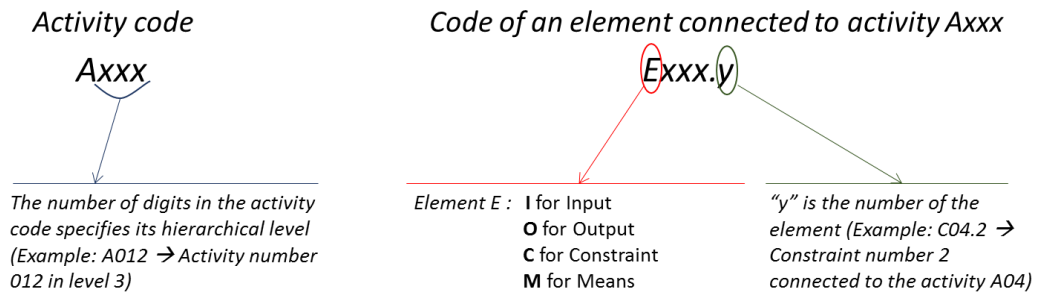 Activity code
Code of an element connected to activity Axxx
Axxx
Exxx.y
The number of digits in the activity
code specifies its hierarchical level
(Example: A012 → Activity number
012 in level 3)
Element E : I for Input
O for Output
C for Constraint
M for Means
“y” is the number of the
element (Example: C04.2 →
Constraint number 2
connected to the activity A04)